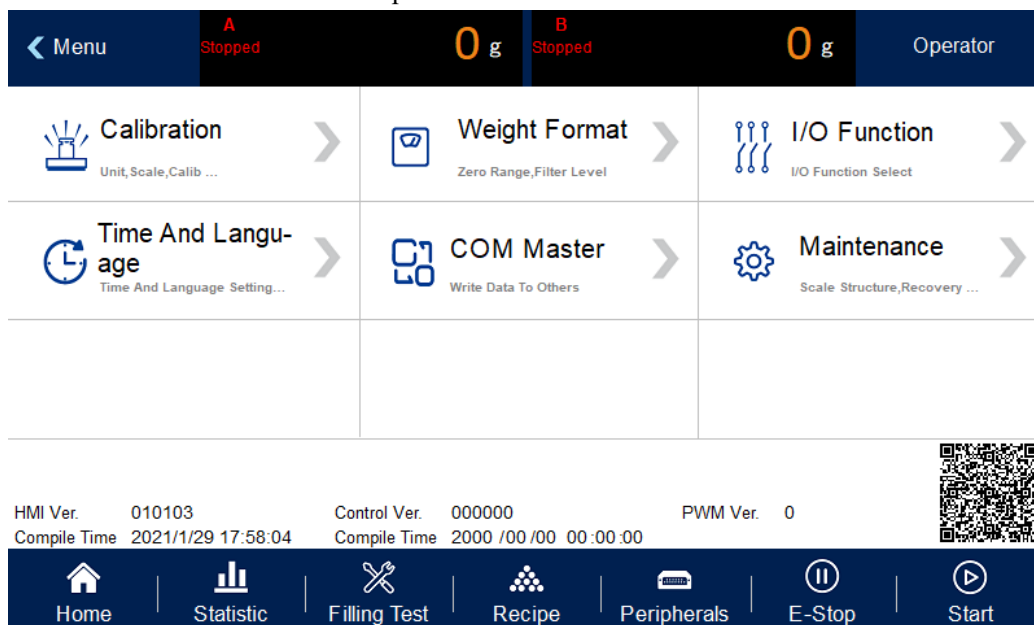 Menu
A
Stopped
0 g
B
Stopped
0 g
Operator
Calibration
Unit,Scale,Calib ...
Weight Format
Zero Range,Filter Level
I/O Function
I/O Function Select
Time And Langu-
age
Time And Language Setting...
COM Master
Write Data To Others
Maintenance
Scale Structure,Recovery ...
HMI Ver. 010103
Control Ver. 000000
PWM Ver. 0
Compile Time 2021/1/29 17:58:04
Compile Time 2000 /00 /00 00:00:00
Home
Statistic
Filling Test
Recipe
Peripherals
E-Stop
Start